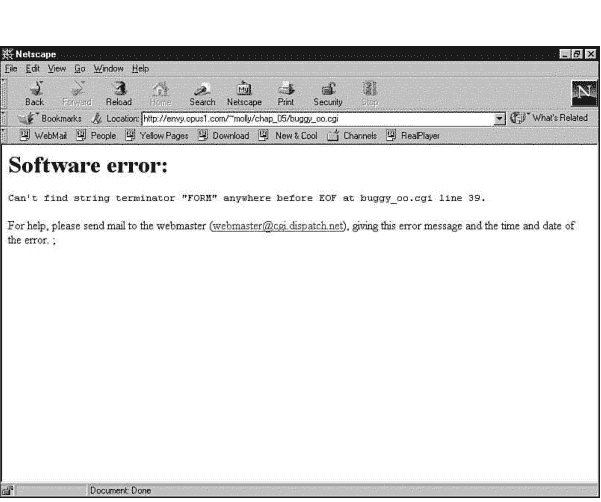 Netscape
File Edit View Go Window Help
My
N
Back Forward Reload Home Search Netscape Print Security Stop
Bookmarks Location: http://envy.opus1.com/~molly/chap_05/buggy_oo.cgi What's Related
WebMail People Yellow Pages Download New & Cool Channels RealPlayer
Software error:
Can't find string terminator "FORM" anywhere before EOF at buggy_oo.cgi line 39.
For help, please send mail to the webmaster (webmaster@cgi.dispatch.net), giving this error message and the time and date of
the error. ;
Document: Done